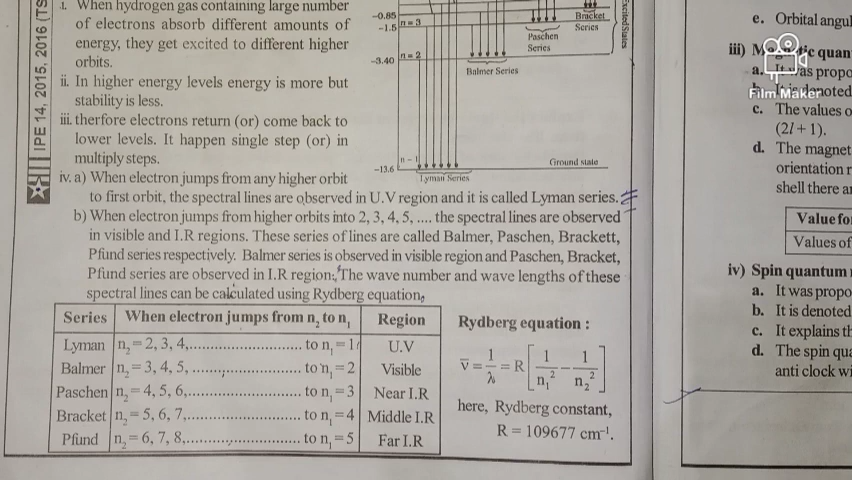 IPE 14, 2015, 2016 (TS
i. When hydrogen gas containing large number
of electrons absorb different amounts of
energy, they get excited to different higher
orbits.
ii. In higher energy levels energy is more but
stability is less.
iii. therfore electrons return (or) come back to
lower levels. It happen single step (or) in
multiply steps.
iv. a) When electron jumps from any higher orbit
to first orbit, the spectral lines are observed in U.V region and it is called Lyman series.
b) When electron jumps from higher orbits into 2, 3, 4, 5, .... the spectral lines are observed
in visible and I.R regions. These series of lines are called Balmer, Paschen, Brackett,
Pfund series respectively. Balmer series is observed in visible region and Paschen, Bracket,
Pfund series are observed in I.R region. The wave number and wave lengths of these
spectral lines can be calculated using Rydberg equation.
-0.85
-1.5 n=3
-3.40 n=2
-13.6
Bracket
Series
Paschen
Series
Balmer Series
Excited States
Ground state
Lyman Series
Series When electron jumps from n₂ to n₁ Region
Lyman n₂=2, 3, 4,.............................. to n₁=1 U.V
Balmer n₂=3, 4, 5, .............................. to n₁=2 Visible
Paschen n₂=4, 5, 6,.............................. to n₁=3 Near I.R
Bracket n₂=5, 6, 7,.............................. to n₁=4 Middle I.R
Pfund n₂=6, 7, 8,.............................. to n₁=5 Far I.R
Rydberg equation :
ν̅ = 1/λ = R [1/n₁² - 1/n₂²]
here, Rydberg constant,
R = 109677 cm⁻¹.
e. Orbital angul
iii) quan
a. It was propo
denoted
Film Maker
c. The values o
(2l + 1).
d. The magnet
orientation r
shell there a
Value fo
Values of
iv) Spin quantum
a. It was propo
b. It is denoted
c. It explains th
d. The spin qua
anti clock wi